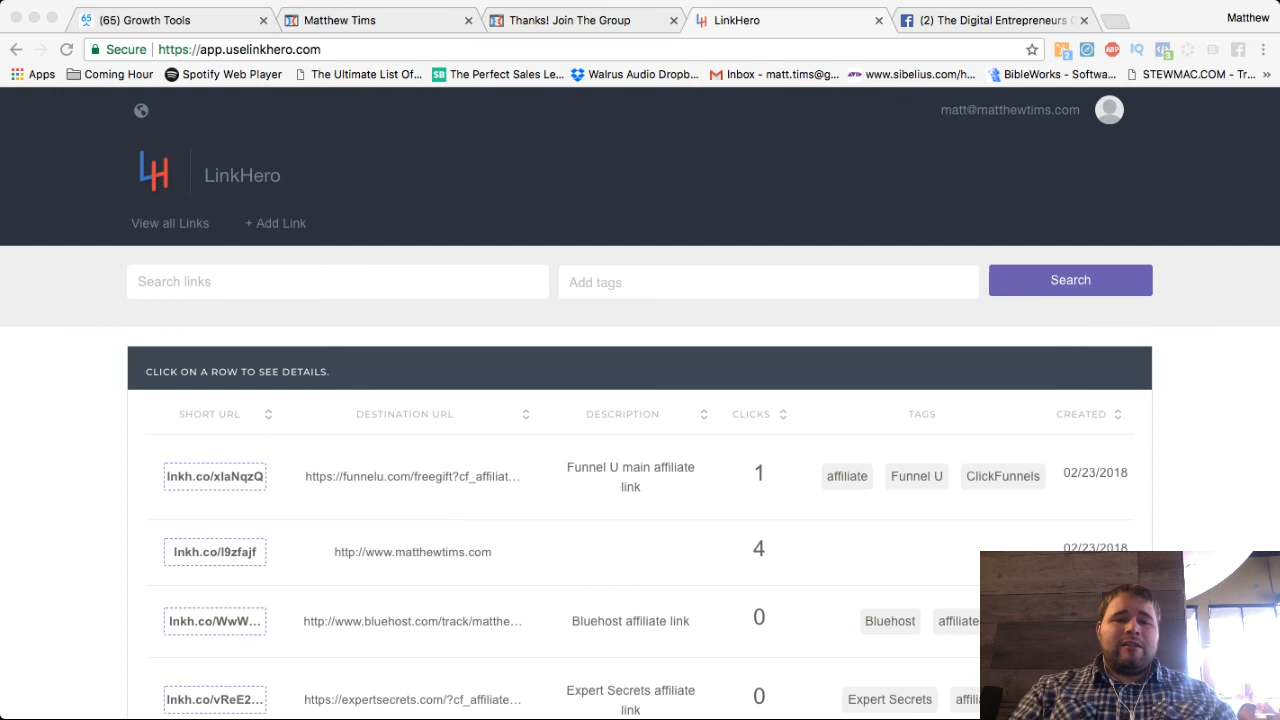 (65) Growth Tools
Matthew Tims
Thanks! Join The Group
LinkHero
(2) The Digital Entrepreneurs
Matthew
Secure https://app.uselinkhero.com
Apps Coming Hour Spotify Web Player The Ultimate List Of... The Perfect Sales Le... Walrus Audio Dropb... Inbox - matt.tims@g... www.sibelius.com/h... BibleWorks - Softwa... STEWMAC.COM - Tr... »
matt@matthewtims.com
LH LinkHero
View all Links + Add Link
Search links Add tags Search
CLICK ON A ROW TO SEE DETAILS.
SHORT URL DESTINATION URL DESCRIPTION CLICKS TAGS CREATED
lnkh.co/xIaNqzQ https://funnelu.com/freegift?cf_affiliat... Funnel U main affiliate link 1 affiliate Funnel U ClickFunnels 02/23/2018
lnkh.co/I9zfajf http://www.matthewtims.com 4 02/23/2018
lnkh.co/WwW... http://www.bluehost.com/track/matthe... Bluehost affiliate link 0 Bluehost affiliate
lnkh.co/vReE2... https://expertsecrets.com/?cf_affiliate... Expert Secrets affiliate link 0 Expert Secrets affili